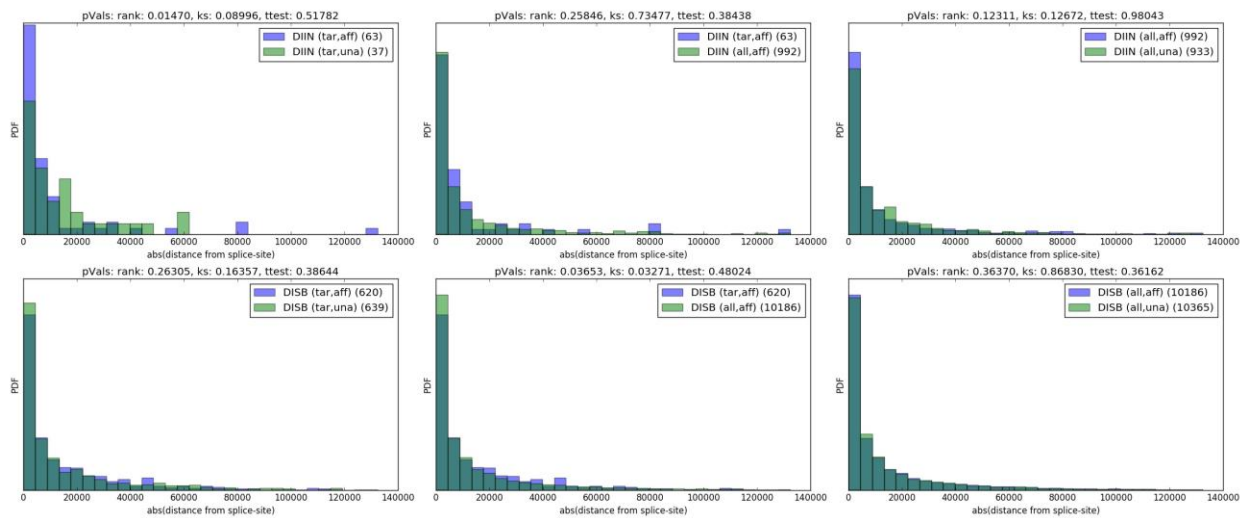 pVals: rank: 0.01470, ks: 0.08996, ttest: 0.51782
DIIN (tar,aff) (63)
DIIN (tar,una) (37)
PDF
0 20000 40000 60000 80000 100000 120000 140000
abs(distance from splice-site)
pVals: rank: 0.25846, ks: 0.73477, ttest: 0.38438
DIIN (tar,aff) (63)
DIIN (all,aff) (992)
PDF
0 20000 40000 60000 80000 100000 120000 140000
abs(distance from splice-site)
pVals: rank: 0.12311, ks: 0.12672, ttest: 0.98043
DIIN (all,aff) (992)
DIIN (all,una) (933)
PDF
0 20000 40000 60000 80000 100000 120000 140000
abs(distance from splice-site)
pVals: rank: 0.26305, ks: 0.16357, ttest: 0.38644
DISB (tar,aff) (620)
DISB (tar,una) (639)
PDF
0 20000 40000 60000 80000 100000 120000 140000
abs(distance from splice-site)
pVals: rank: 0.03653, ks: 0.03271, ttest: 0.48024
DISB (tar,aff) (620)
DISB (all,aff) (10186)
PDF
0 20000 40000 60000 80000 100000 120000 140000
abs(distance from splice-site)
pVals: rank: 0.36370, ks: 0.86830, ttest: 0.36162
DISB (all,aff) (10186)
DISB (all,una) (10365)
PDF
0 20000 40000 60000 80000 100000 120000 140000
abs(distance from splice-site)